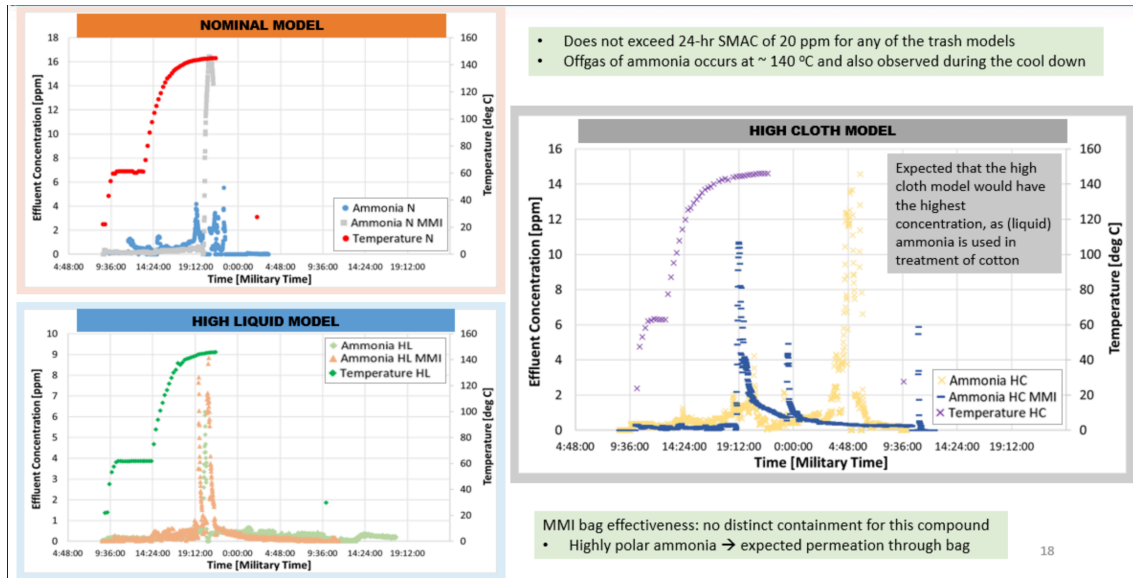 NOMINAL MODEL
18
16
14
12
10
8
6
4
2
0
160
140
120
100
80
60
40
20
0
Effluent Concentration [ppm]
Temperature [deg C]
Ammonia N
Ammonia N MMI
Temperature N
4:48:00 9:36:00 14:24:00 19:12:00 0:00:00 4:48:00 9:36:00 14:24:00 19:12:00
Time [Military Time]
HIGH LIQUID MODEL
10
9
8
7
6
5
4
3
2
1
0
160
140
120
100
80
60
40
20
0
Effluent Concentration [ppm]
Temperature [deg C]
Ammonia HL
Ammonia HL MMI
Temperature HL
4:48:00 9:36:00 14:24:00 19:12:00 0:00:00 4:48:00 9:36:00 14:24:00 19:12:00
Time [Military Time]
• Does not exceed 24-hr SMAC of 20 ppm for any of the trash models
• Offgas of ammonia occurs at ~ 140 °C and also observed during the cool down
HIGH CLOTH MODEL
16
14
12
10
8
6
4
2
0
160
140
120
100
80
60
40
20
0
Effluent Concentration [ppm]
Temperature [deg C]
Expected that the high
cloth model would have
the highest
concentration, as (liquid)
ammonia is used in
treatment of cotton
Ammonia HC
Ammonia HC MMI
Temperature HC
4:48:00 9:36:00 14:24:00 19:12:00 0:00:00 4:48:00 9:36:00 14:24:00 19:12:00
Time [Military Time]
MMI bag effectiveness: no distinct containment for this compound
• Highly polar ammonia → expected permeation through bag
18